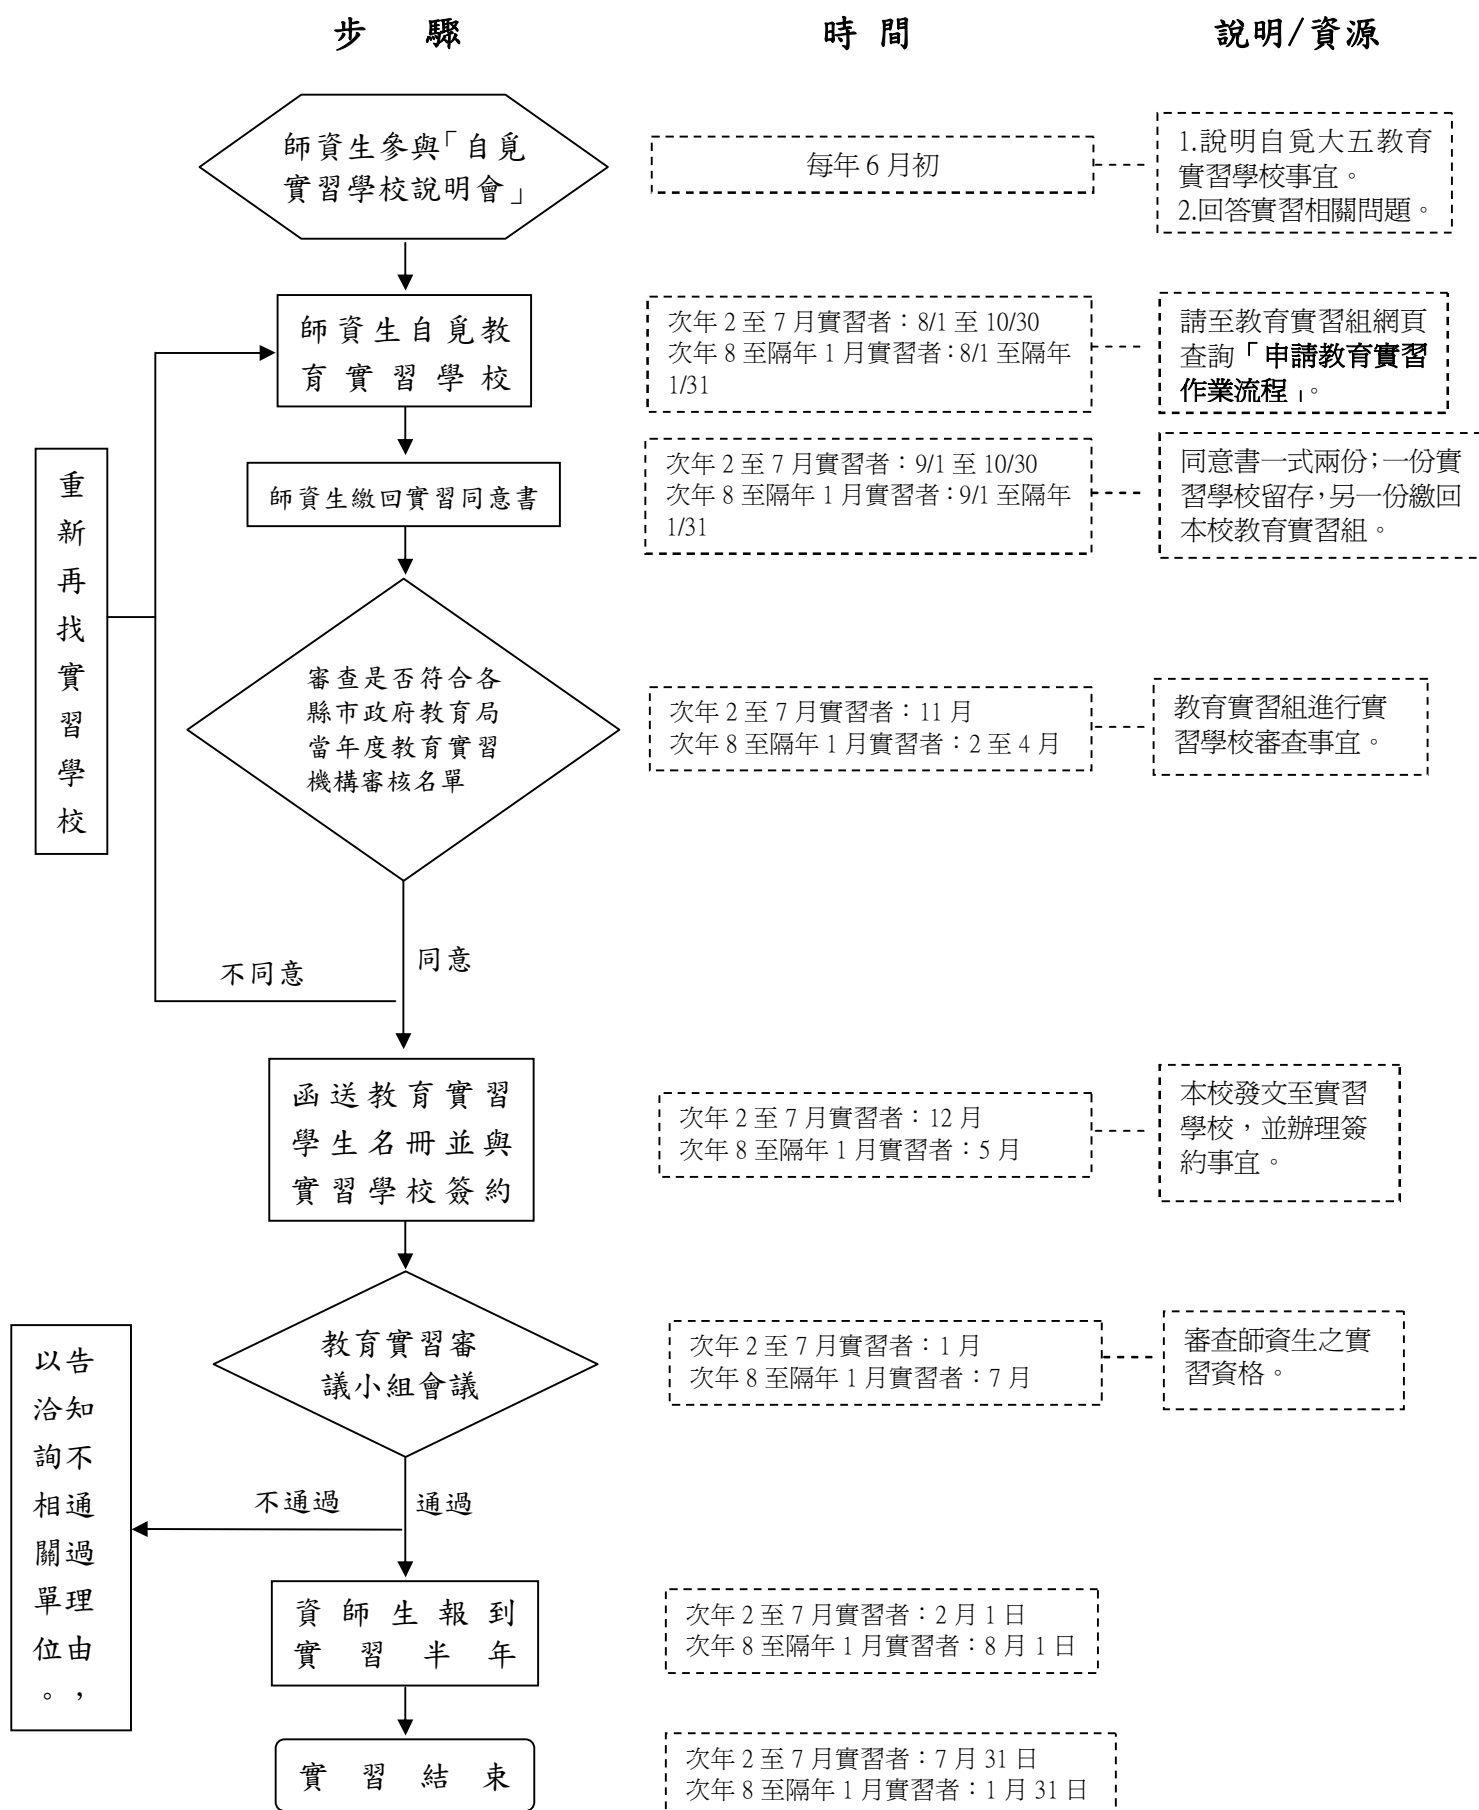 步 驟
時 間
說明/資源
師資生參與「自覓
實習學校說明會」
每年 6 月初
1.說明自覓大五教育
實習學校事宜。
2.回答實習相關問題。
師資生自覓教
育實習學校
次年 2 至 7 月實習者：8/1 至 10/30
次年 8 至隔年 1 月實習者：8/1 至隔年
1/31
請至教育實習組網頁
查詢「申請教育實習
作業流程」。
師資生繳回實習同意書
次年 2 至 7 月實習者：9/1 至 10/30
次年 8 至隔年 1 月實習者：9/1 至隔年
1/31
同意書一式兩份；一份實
習學校留存，另一份繳回
本校教育實習組。
重新再找實習學校
審查是否符合各
縣市政府教育局
當年度教育實習
機構審核名單
次年 2 至 7 月實習者：11 月
次年 8 至隔年 1 月實習者：2 至 4 月
教育實習組進行實
習學校審查事宜。
不同意
同意
函送教育實習
學生名冊並與
實習學校簽約
次年 2 至 7 月實習者：12 月
次年 8 至隔年 1 月實習者：5 月
本校發文至實習
學校，並辦理簽
約事宜。
教育實習審
議小組會議
次年 2 至 7 月實習者：1 月
次年 8 至隔年 1 月實習者：7 月
審查師資生之實
習資格。
告知不通過理由，
以洽詢相關單位。
不通過
通過
資師生報到
實習半年
次年 2 至 7 月實習者：2 月 1 日
次年 8 至隔年 1 月實習者：8 月 1 日
實習結束
次年 2 至 7 月實習者：7 月 31 日
次年 8 至隔年 1 月實習者：1 月 31 日